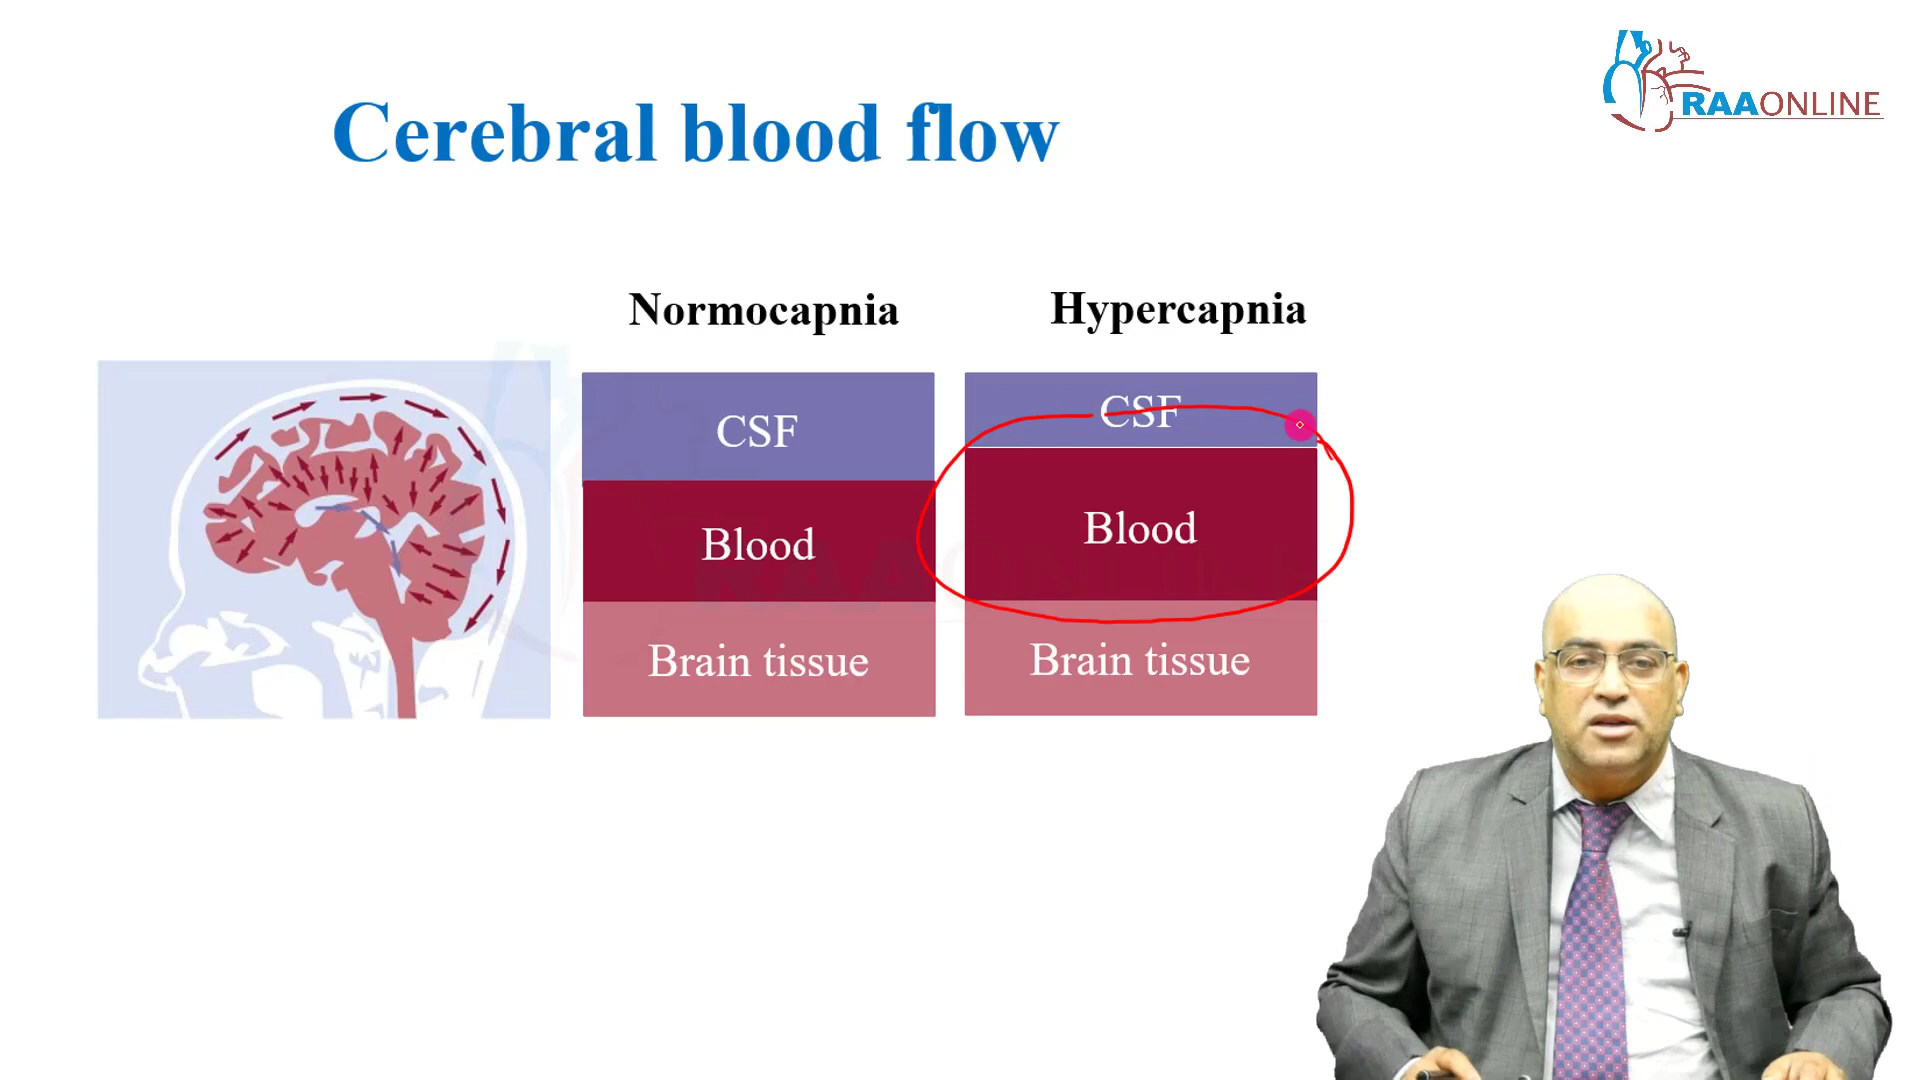 RAAONLINE
Cerebral blood flow
Normocapnia
Hypercapnia
CSF
CSF
Blood
Blood
Brain tissue
Brain tissue